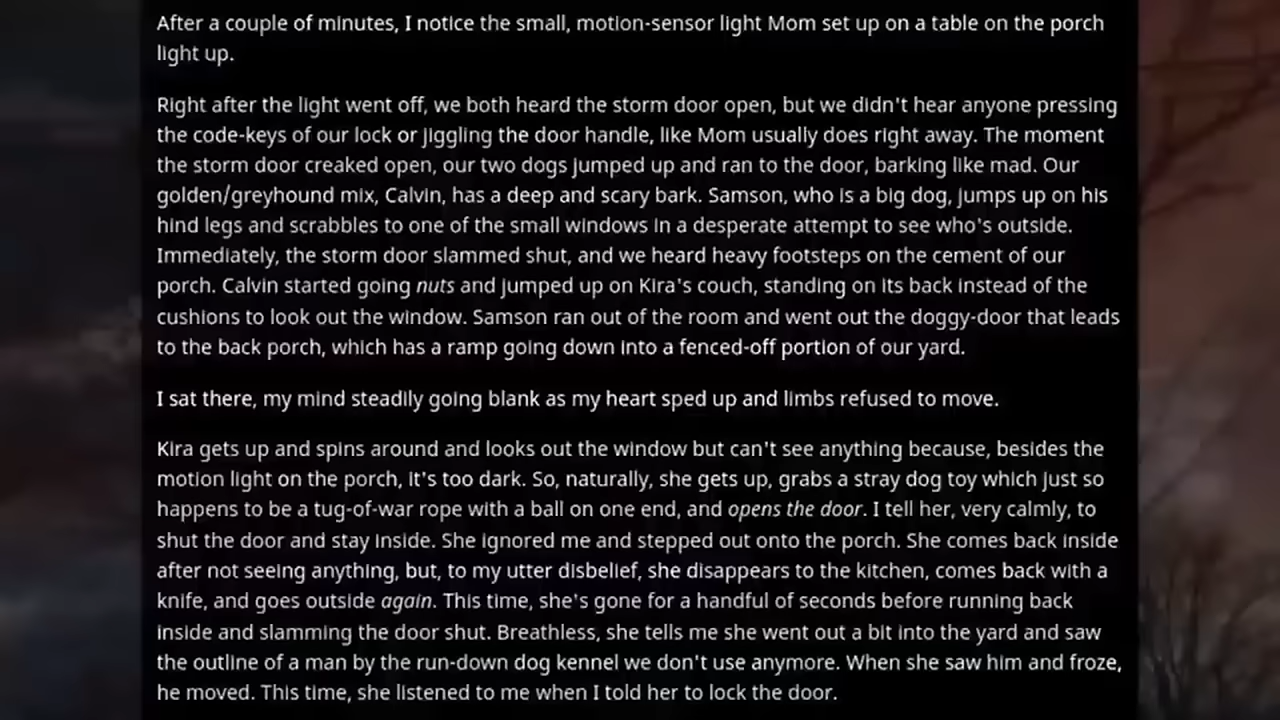 After a couple of minutes, I notice the small, motion-sensor light Mom set up on a table on the porch
light up.
Right after the light went off, we both heard the storm door open, but we didn't hear anyone pressing
the code-keys of our lock or jiggling the door handle, like Mom usually does right away. The moment
the storm door creaked open, our two dogs jumped up and ran to the door, barking like mad. Our
golden/greyhound mix, Calvin, has a deep and scary bark. Samson, who is a big dog, jumps up on his
hind legs and scrabbles to one of the small windows in a desperate attempt to see who's outside.
Immediately, the storm door slammed shut, and we heard heavy footsteps on the cement of our
porch. Calvin started going nuts and jumped up on Kira's couch, standing on its back instead of the
cushions to look out the window. Samson ran out of the room and went out the doggy-door that leads
to the back porch, which has a ramp going down into a fenced-off portion of our yard.
I sat there, my mind steadily going blank as my heart sped up and limbs refused to move.
Kira gets up and spins around and looks out the window but can't see anything because, besides the
motion light on the porch, it's too dark. So, naturally, she gets up, grabs a stray dog toy which just so
happens to be a tug-of-war rope with a ball on one end, and opens the door. I tell her, very calmly, to
shut the door and stay inside. She ignored me and stepped out onto the porch. She comes back inside
after not seeing anything, but, to my utter disbelief, she disappears to the kitchen, comes back with a
knife, and goes outside again. This time, she's gone for a handful of seconds before running back
inside and slamming the door shut. Breathless, she tells me she went out a bit into the yard and saw
the outline of a man by the run-down dog kennel we don't use anymore. When she saw him and froze,
he moved. This time, she listened to me when I told her to lock the door.